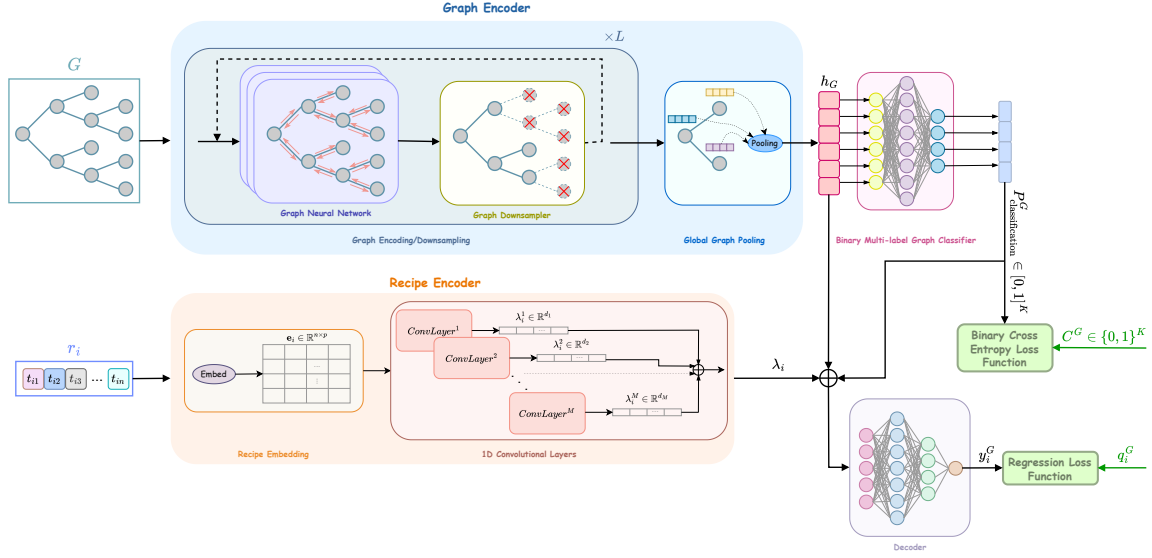 Graph Encoder
× L
G
Graph Neural Network
Graph Downsampler
Graph Encoding/Downsampling
Pooling
Global Graph Pooling
h_G
Binary Multi-label Graph Classifier
P^G_classification ∈ [0, 1]^K
Recipe Encoder
r_i
t_i1 t_i2 t_i3 ... t_in
Embed
e_i ∈ ℝ^{n×p}
...
...
Recipe Embedding
ConvLayer^1
λ_i^1 ∈ ℝ^{d_1}
...
ConvLayer^2
λ_i^2 ∈ ℝ^{d_2}
...
. . .
ConvLayer^M
λ_i^M ∈ ℝ^{d_M}
...
1D Convolutional Layers
λ_i
Binary Cross
Entropy Loss
Function
C^G ∈ {0, 1}^K
Decoder
y_i^G
Regression Loss
Function
q_i^G